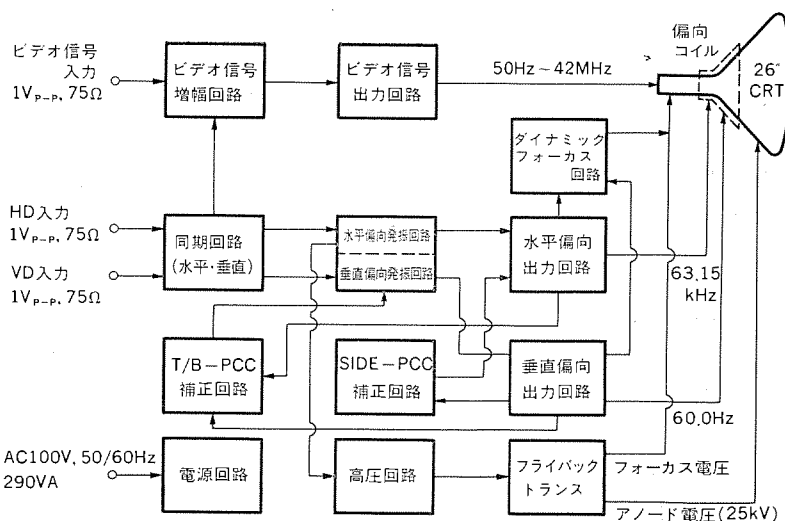 ビデオ信号
入力
1VP-P, 75Ω
ビデオ信号
増幅回路
ビデオ信号
出力回路
50Hz～42MHz
偏向
コイル
26″
CRT
ダイナミック
フォーカス
回路
HD入力
1VP-P, 75Ω
VD入力
1VP-P, 75Ω
同期回路
(水平・垂直)
水平偏向発振回路
垂直偏向発振回路
水平偏向
出力回路
63.15
kHz
T/B-PCC
補正回路
SIDE-PCC
補正回路
垂直偏向
出力回路
60.0Hz
AC100V, 50/60Hz
290VA
電源回路
高圧回路
フライバック
トランス
フォーカス電圧
アノード電圧(25kV)